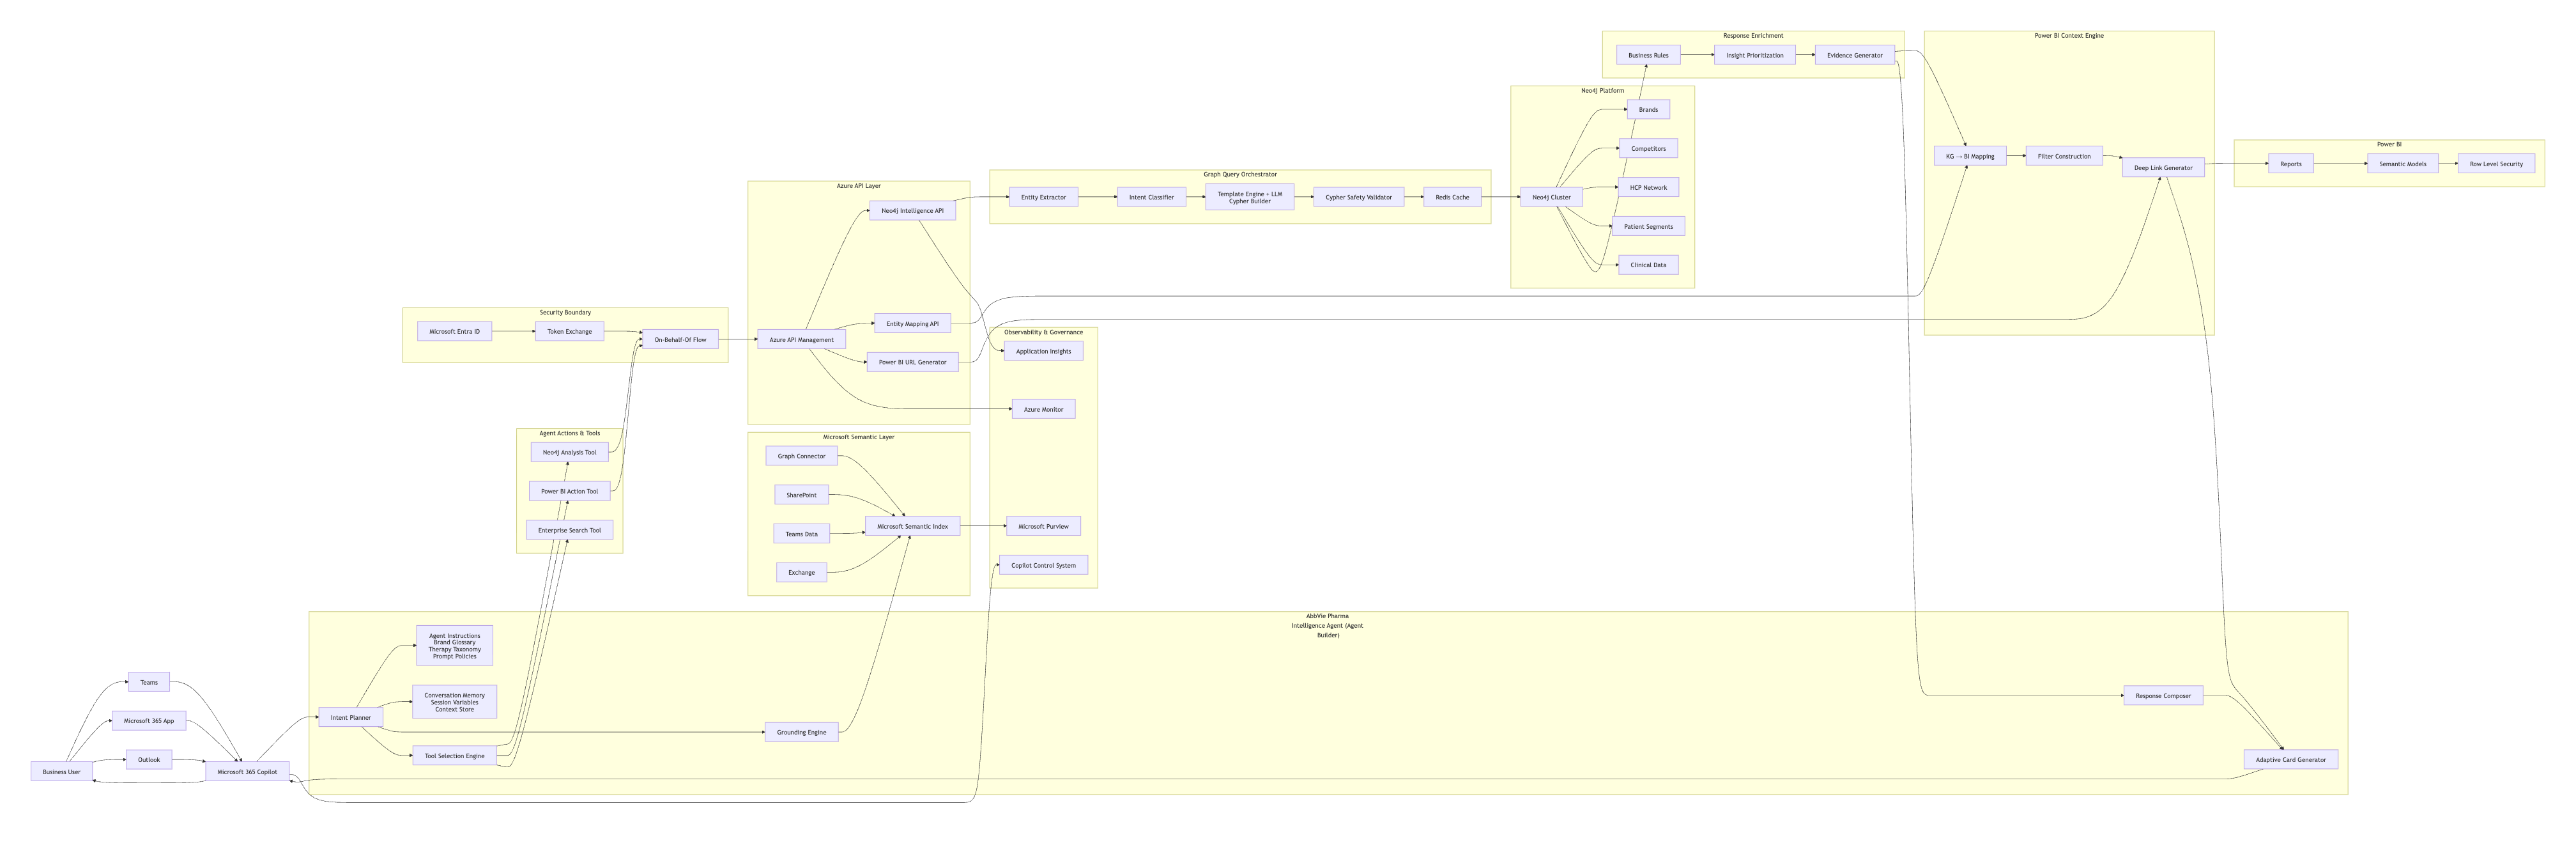 Response Enrichment
Business Rules
Insight Prioritization
Evidence Generator
Power BI Context Engine
KG → BI Mapping
Filter Construction
Deep Link Generator
Power BI
Reports
Semantic Models
Row Level Security
Neo4j Platform
Neo4j Cluster
Brands
Competitors
HCP Network
Patient Segments
Clinical Data
Graph Query Orchestrator
Entity Extractor
Intent Classifier
Template Engine + LLM
Cypher Builder
Cypher Safety Validator
Redis Cache
Azure API Layer
Neo4j Intelligence API
Entity Mapping API
Azure API Management
Power BI URL Generator
Security Boundary
Microsoft Entra ID
Token Exchange
On-Behalf-Of Flow
Observability & Governance
Application Insights
Azure Monitor
Microsoft Purview
Copilot Control System
Agent Actions & Tools
Neo4j Analysis Tool
Power BI Action Tool
Enterprise Search Tool
Microsoft Semantic Layer
Graph Connector
SharePoint
Teams Data
Exchange
Microsoft Semantic Index
AbbVie Pharma
Intelligence Agent (Agent
Builder)
Agent Instructions
Brand Glossary
Therapy Taxonomy
Prompt Policies
Conversation Memory
Session Variables
Context Store
Intent Planner
Tool Selection Engine
Grounding Engine
Response Composer
Adaptive Card Generator
Teams
Microsoft 365 App
Outlook
Business User
Microsoft 365 Copilot